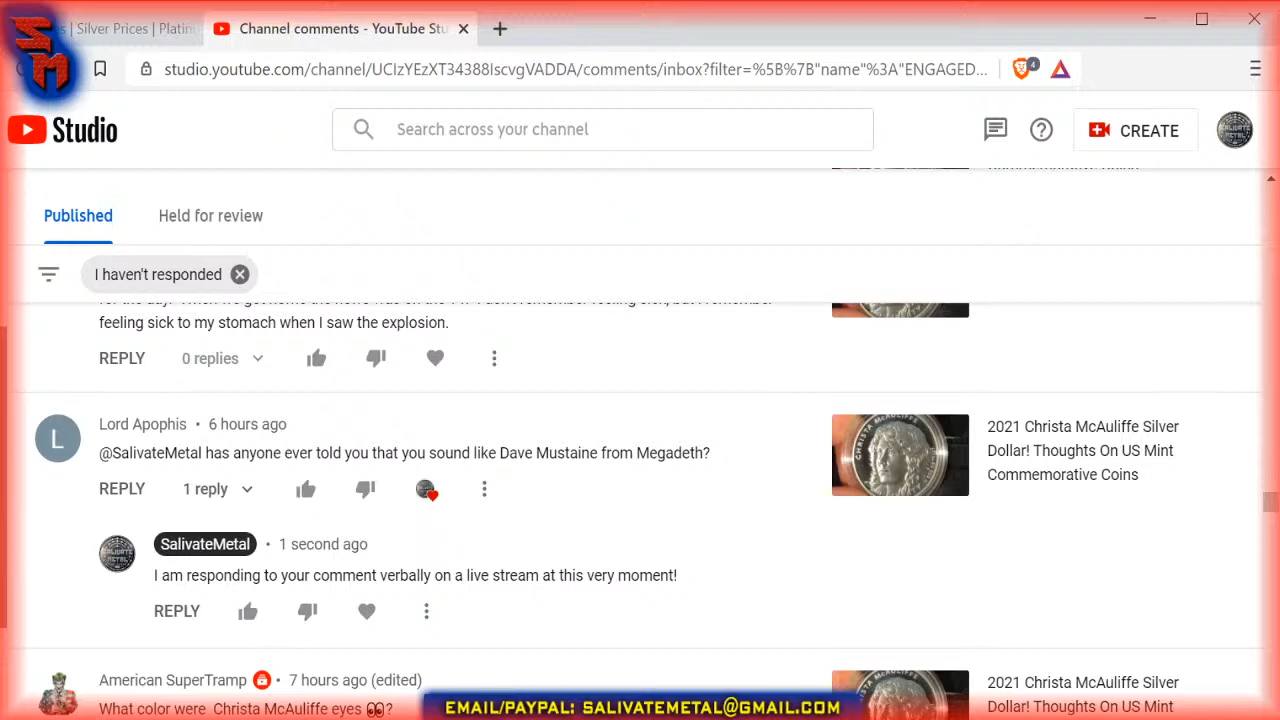 SM
s | Silver Prices | Platin
Channel comments - YouTube Stu
studio.youtube.com/channel/UCIzYEzXT34388IscvgVADDA/comments/inbox?filter=%5B%7B"name"%3A"ENGAGED...
4
Studio
Search across your channel
CREATE
Published
Held for review
I haven't responded
feeling sick to my stomach when I saw the explosion.
REPLY 0 replies
L
Lord Apophis • 6 hours ago
@SalivateMetal has anyone ever told you that you sound like Dave Mustaine from Megadeth?
REPLY 1 reply
CHRISTA MCAULIFFE
2021 Christa McAuliffe Silver
Dollar! Thoughts On US Mint
Commemorative Coins
SalivateMetal • 1 second ago
I am responding to your comment verbally on a live stream at this very moment!
REPLY
American SuperTramp • 7 hours ago (edited)
What color were Christa McAuliffe eyes 👀?
2021 Christa McAuliffe Silver
Dollar! Thoughts On US Mint
EMAIL/PAYPAL: SALIVATEMETAL@GMAIL.COM